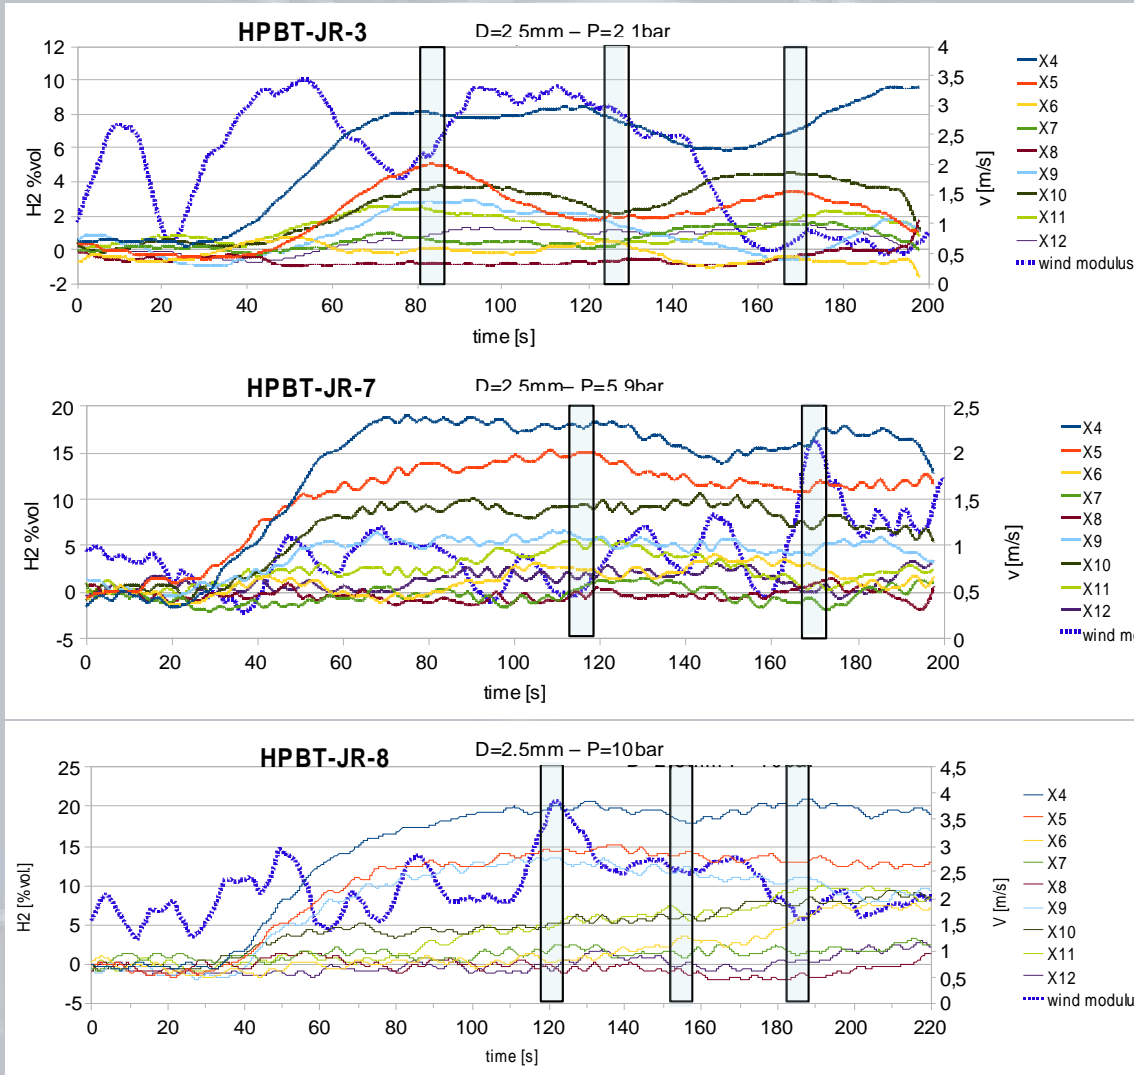 HPBT-JR-3 D=2.5mm – P=2.1bar
12
10
8
6
4
2
0
-2
H2 %vol
4
3,5
3
2,5
2
1,5
1
0,5
0
v [m/s]
0 20 40 60 80 100 120 140 160 180 200
time [s]
X4
X5
X6
X7
X8
X9
X10
X11
X12
wind modulus
HPBT-JR-7 D=2.5mm– P=5.9bar
20
15
10
5
0
-5
H2 %vol
2,5
2
1,5
1
0,5
0
v [m/s]
0 20 40 60 80 100 120 140 160 180 200
time [s]
X4
X5
X6
X7
X8
X9
X10
X11
X12
wind mo
HPBT-JR-8 D=2.5mm – P=10bar
25
20
15
10
5
0
-5
H2 [%vol]
4,5
4
3,5
3
2,5
2
1,5
1
0,5
0
V [m/s]
0 20 40 60 80 100 120 140 160 180 200 220
time [s]
X4
X5
X6
X7
X8
X9
X10
X11
X12
wind modulus